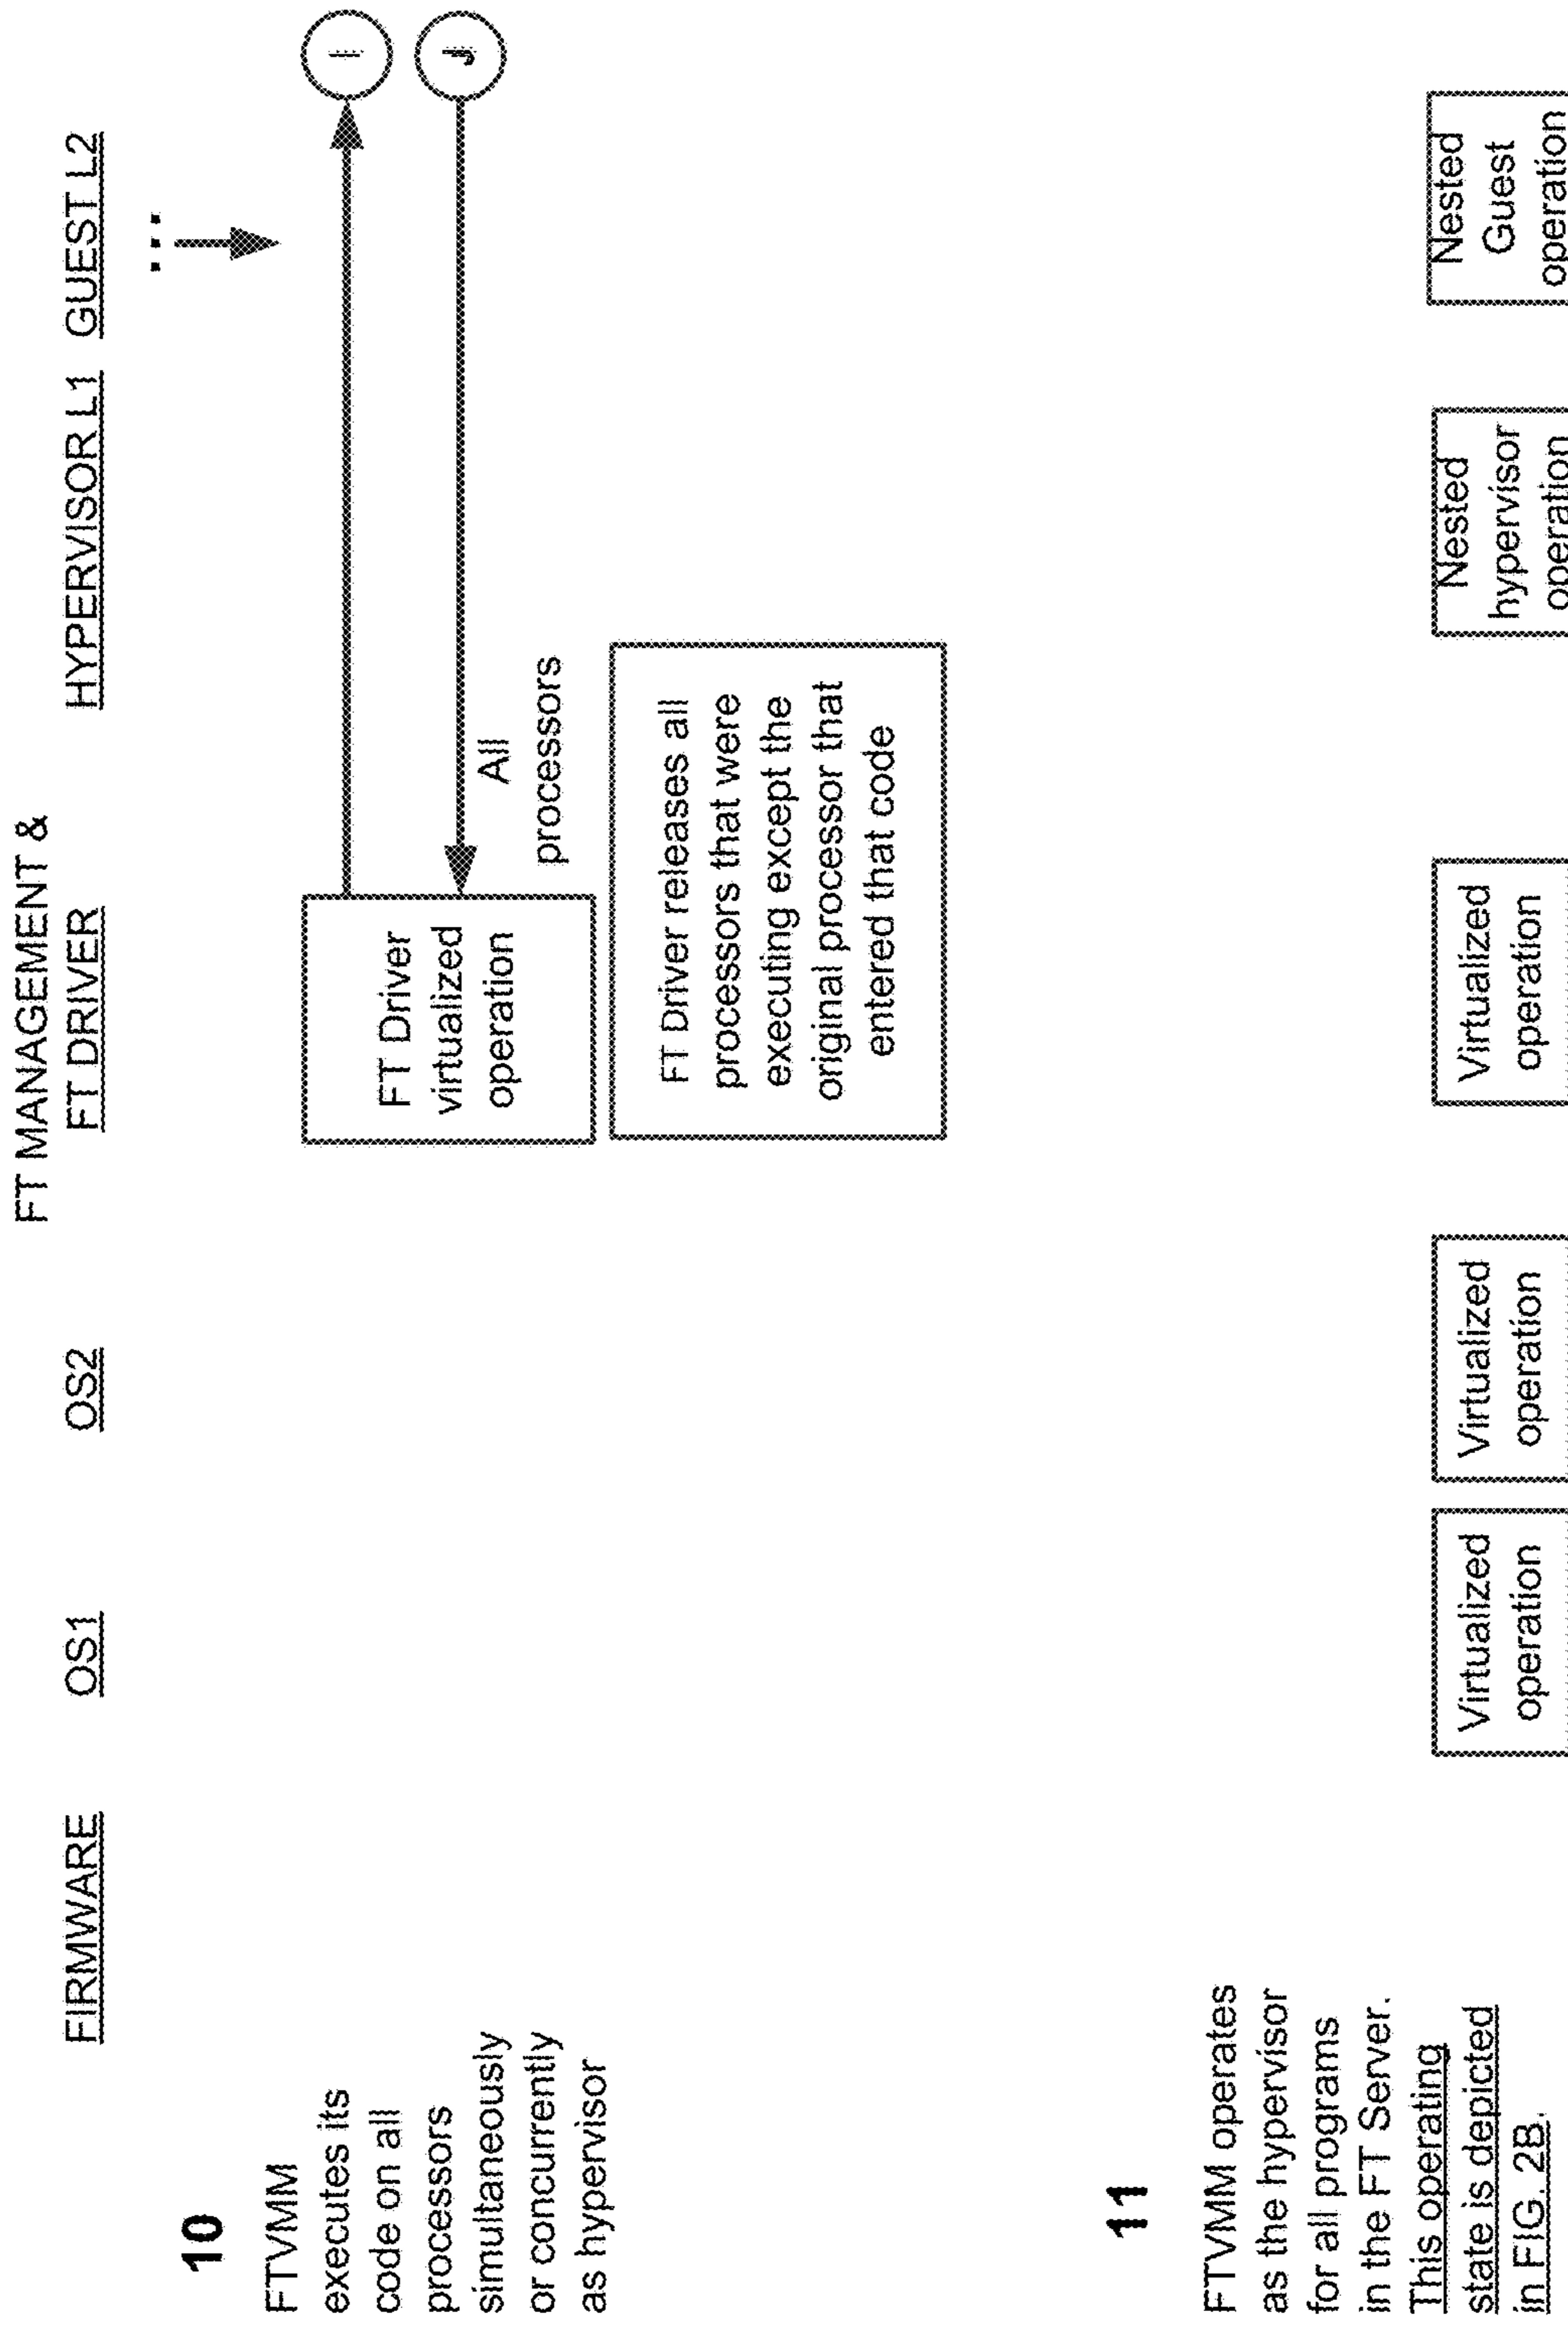 FT MANAGEMENT &
FIRMWARE OS1 OS2 FT DRIVER HYPERVISOR L1 GUEST L2
...
10
FTVMM
executes its
code on all
processors
simultaneously
or concurrently
as hypervisor
FT Driver
virtualized
operation
I
J
All
processors
FT Driver releases all
processors that were
executing except the
original processor that
entered that code
11
FTVMM operates
as the hypervisor
for all programs
in the FT Server.
This operating
state is depicted
in FIG. 2B.
Virtualized
operation
Virtualized
operation
Virtualized
operation
Nested
hypervisor
operation
Nested
Guest
operation